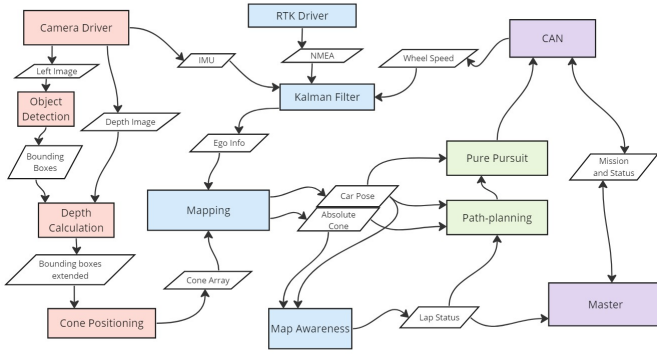 Camera Driver
RTK Driver
CAN
IMU
NMEA
Wheel Speed
Left Image
Object
Detection
Depth Image
Kalman Filter
Ego Info
Bounding
Boxes
Pure Pursuit
Mission
and Status
Depth
Calculation
Mapping
Car Pose
Absolute
Cone
Path-planning
Bounding boxes
extended
Cone Array
Cone Positioning
Map Awareness
Lap Status
Master